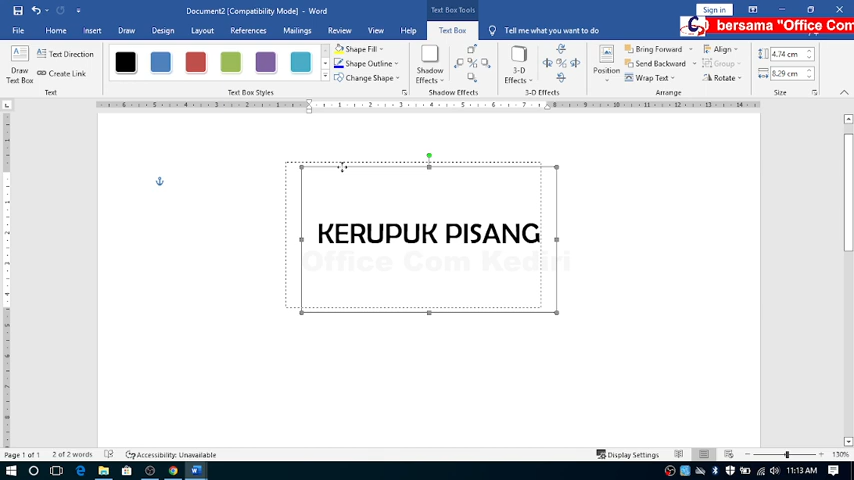 Document2 [Compatibility Mode] - Word
Text Box Tools
Sign in
bersama "Office Com
File Home Insert Draw Design Layout References Mailings Review View Help Text Box Tell me what you want to do
Draw Text Box
Text Direction
Create Link
Text
Text Box Styles
Shape Fill
Shape Outline
Change Shape
Shadow Effects
Shadow Effects
3-D Effects
3-D Effects
Position
Bring Forward
Send Backward
Wrap Text
Align
Group
Rotate
Arrange
4.74 cm
8.29 cm
Size
KERUPUK PISANG
Office Com Kediri
Page 1 of 1 2 of 2 words Accessibility: Unavailable Display Settings 130%
11:13 AM